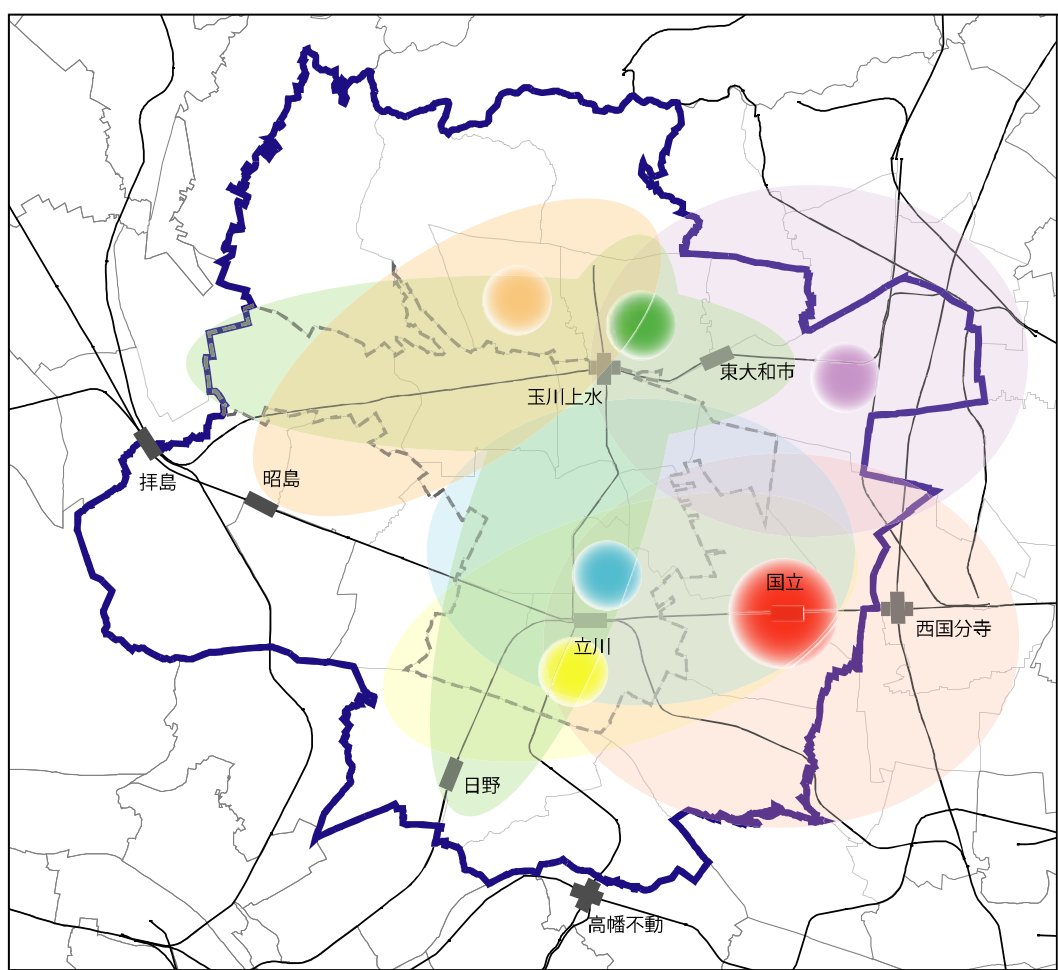 東大和市
玉川上水
昭島
拝島
国立
西国分寺
立川
日野
高幡不動